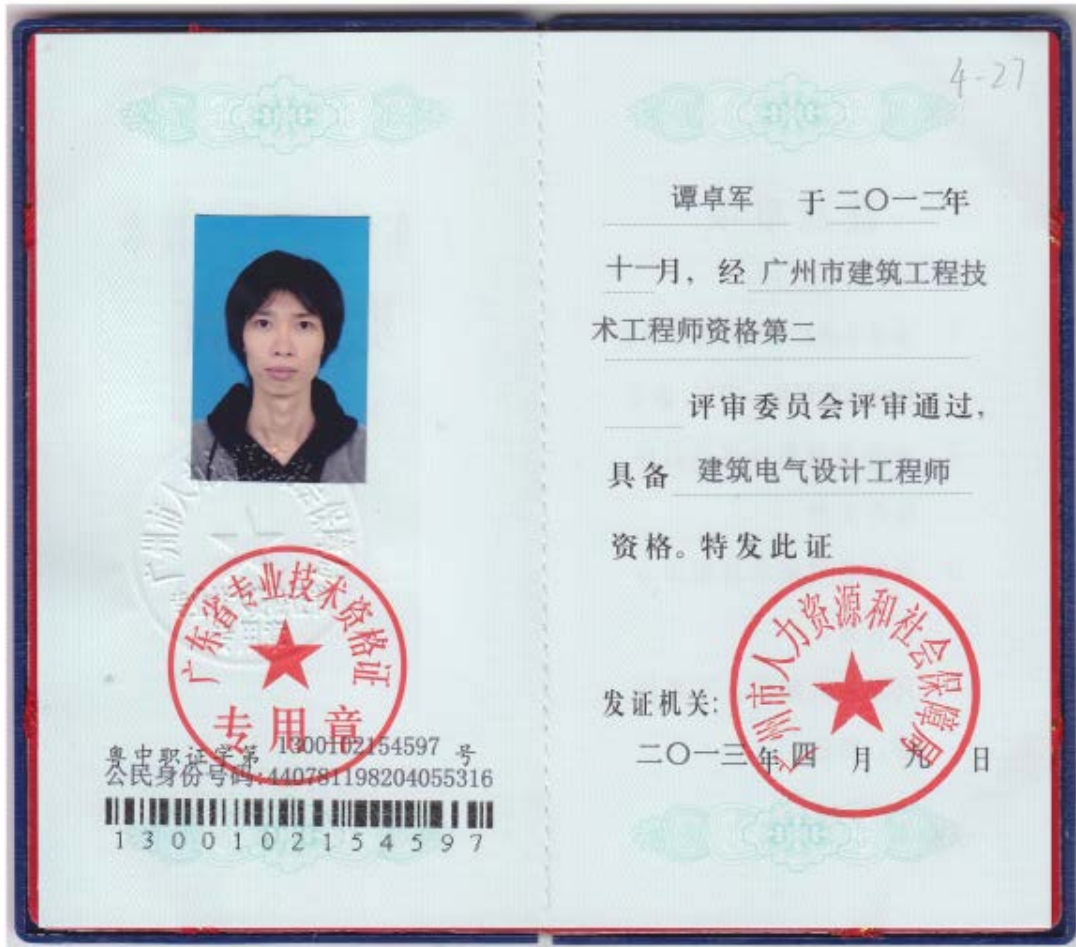 广东省专业技术资格证
专用章
粤中职证字第 1300102154597 号
公民身份号码:440781198204055316
1300102154597
4-27
谭卓军 于二〇一二年
十一月，经 广州市建筑工程技
术工程师资格第二
评审委员会评审通过，
具备 建筑电气设计工程师
资格。特发此证
广州市人力资源和社会保障局
发证机关:
二〇一三年四月九日